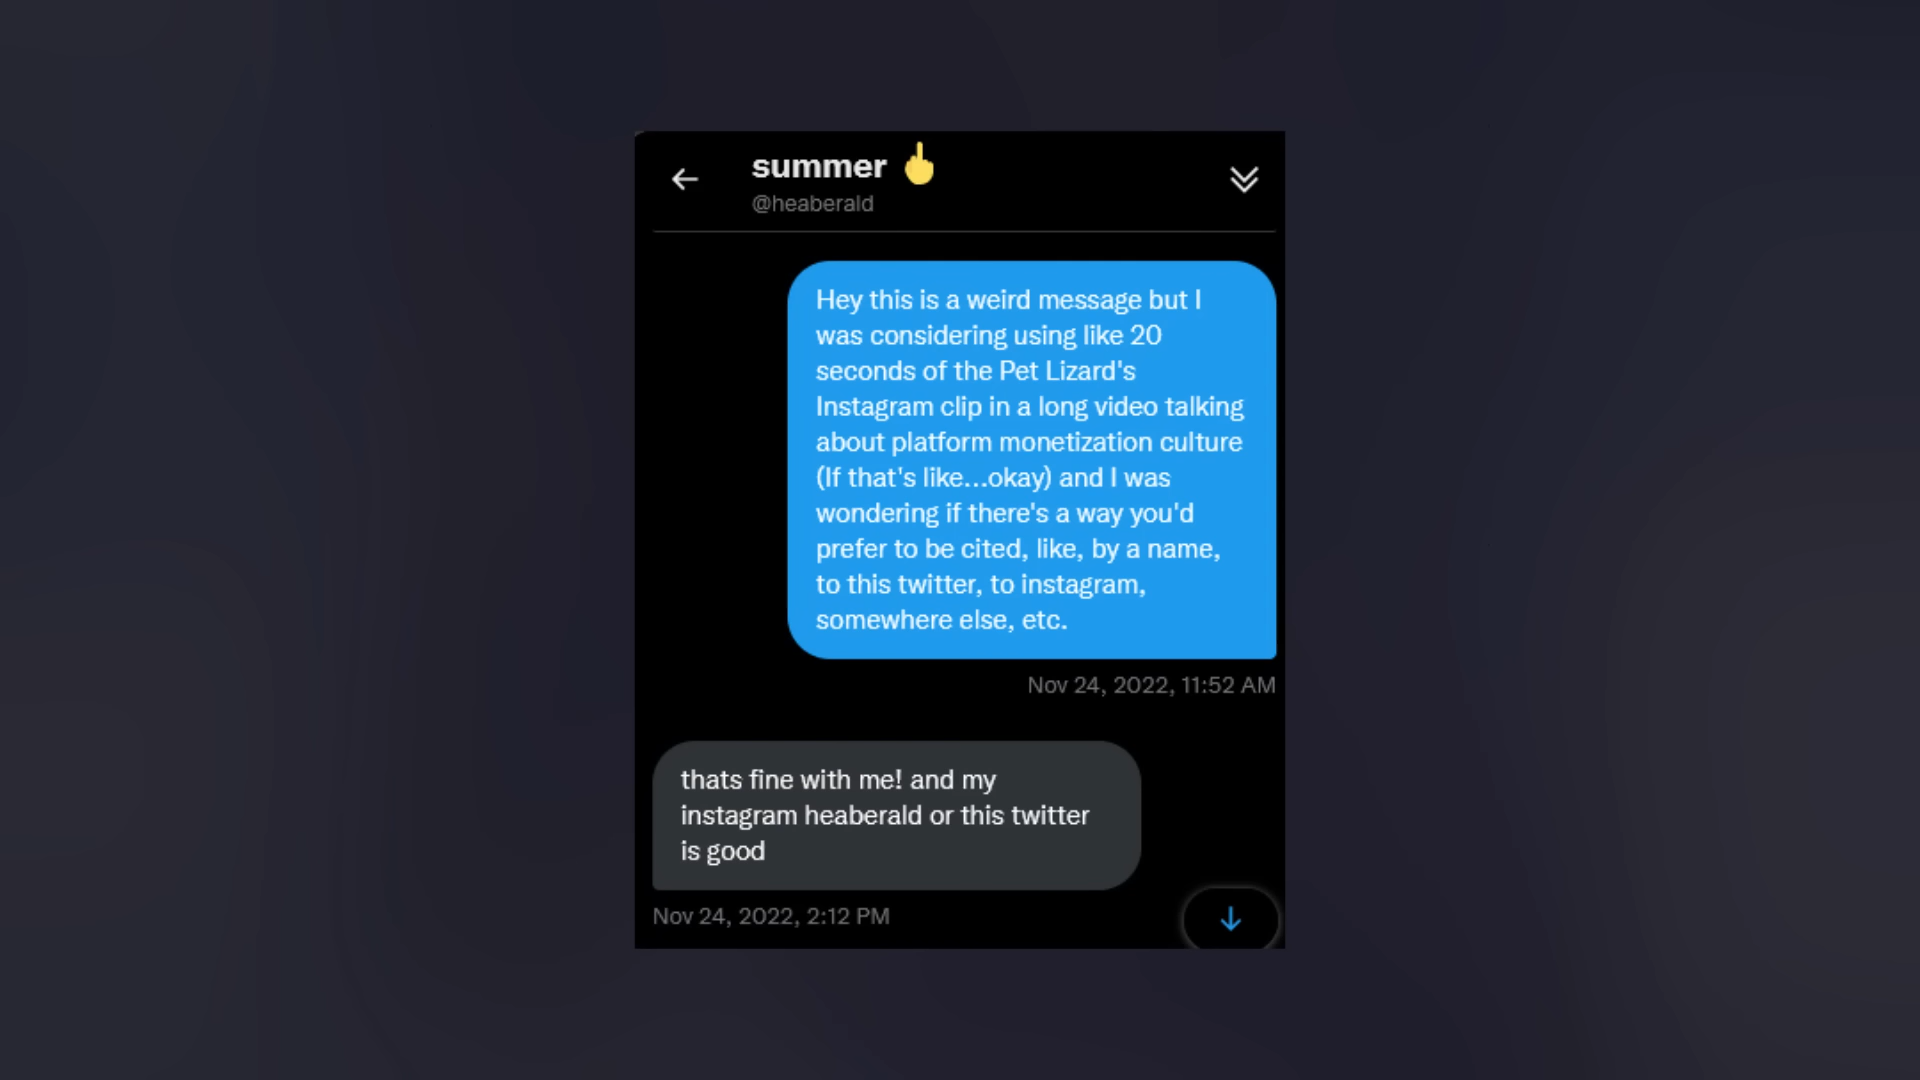 summer 🖕
@heaberald
Hey this is a weird message but I
was considering using like 20
seconds of the Pet Lizard's
Instagram clip in a long video talking
about platform monetization culture
(If that's like...okay) and I was
wondering if there's a way you'd
prefer to be cited, like, by a name,
to this twitter, to instagram,
somewhere else, etc.
Nov 24, 2022, 11:52 AM
thats fine with me! and my
instagram heaberald or this twitter
is good
Nov 24, 2022, 2:12 PM